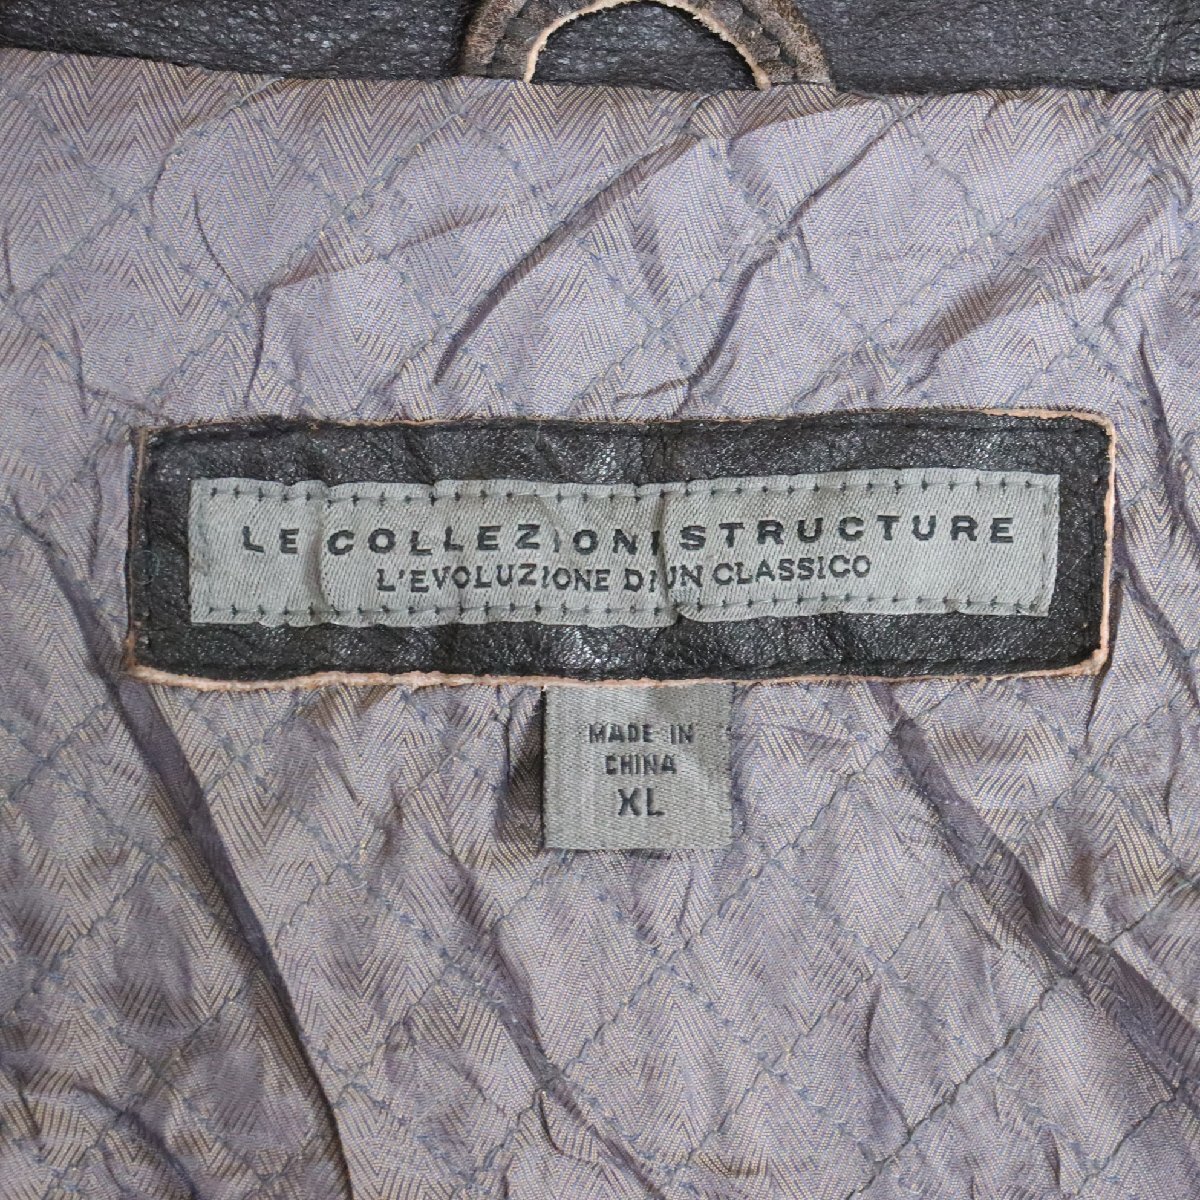 LE COLLEZIONI STRUCTURE
L'EVOLUZIONE DI UN CLASSICO
MADE IN
CHINA
XL